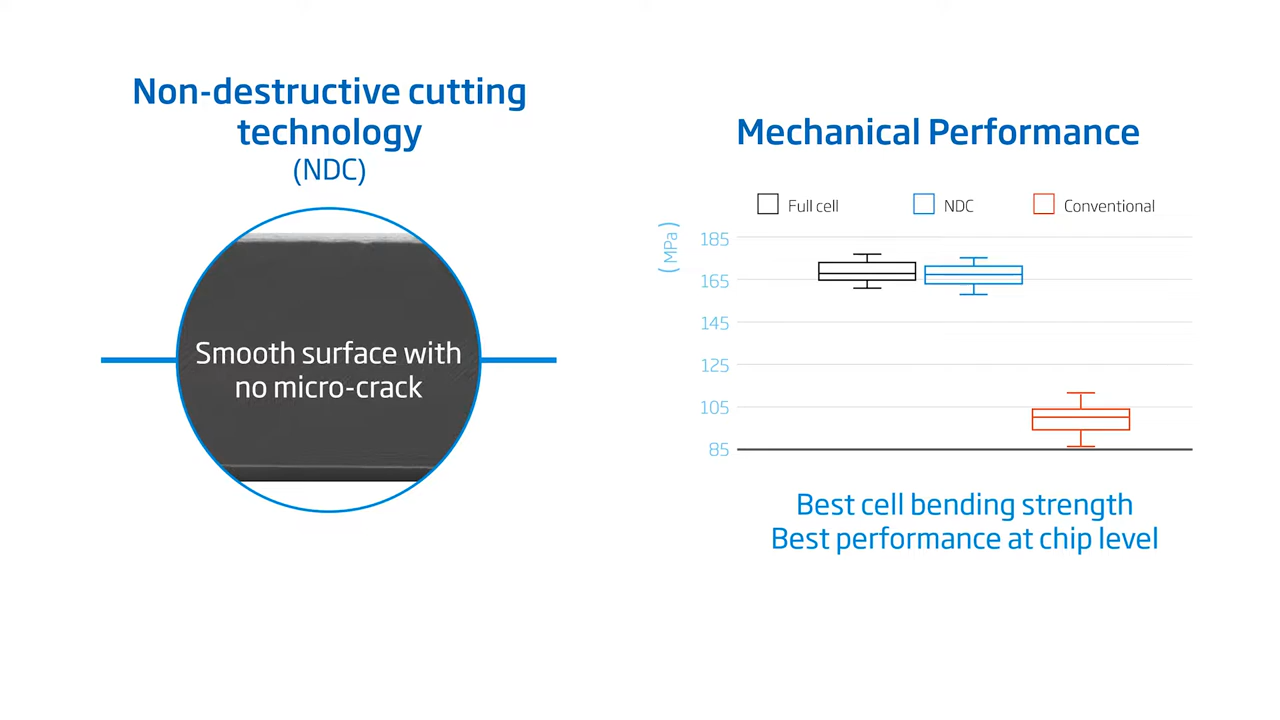 Non-destructive cutting
technology
(NDC)
Smooth surface with
no micro-crack
Mechanical Performance
Full cell
NDC
Conventional
(MPa)
185
165
145
125
105
85
Best cell bending strength
Best performance at chip level